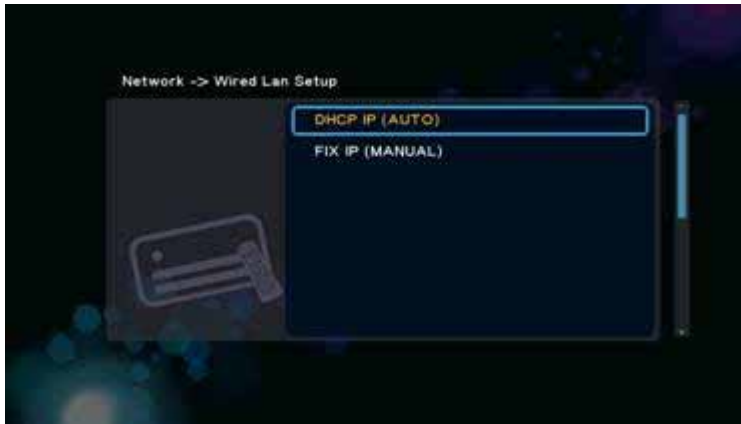 Network -> Wired Lan Setup
DHCP IP (AUTO)
FIX IP (MANUAL)